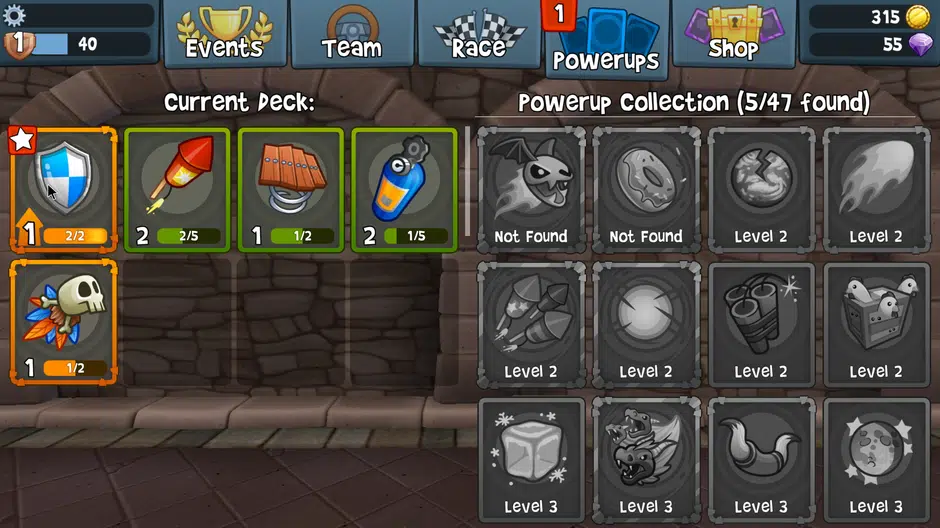 1
40
Events
Team
Race
1
Powerups
Shop
315
55
Current Deck:
Powerup Collection (5/47 found)
1 2/2
2 2/5
1 1/2
2 1/5
Not Found
Not Found
Level 2
Level 2
1 1/2
Level 2
Level 2
Level 2
Level 2
Level 3
Level 3
Level 3
Level 3